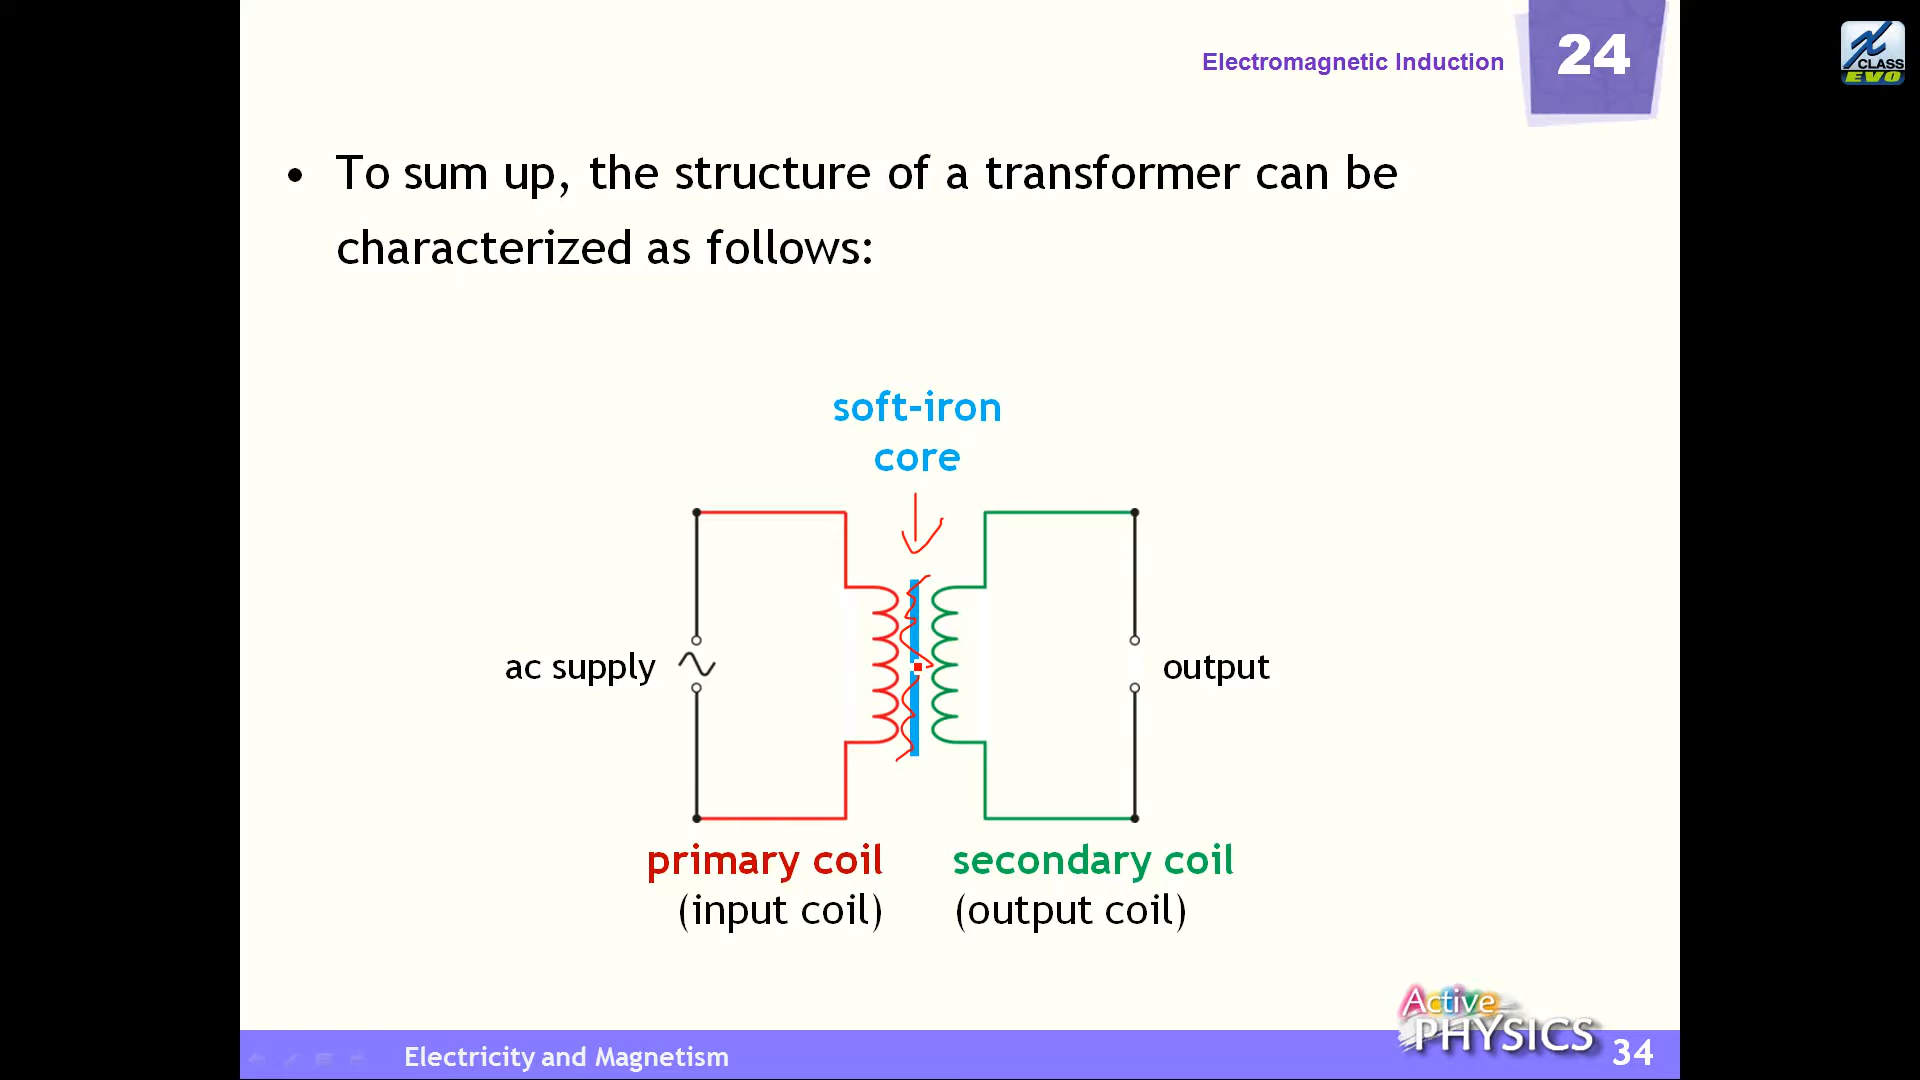 Electromagnetic Induction
24
CLASS
EVO
• To sum up, the structure of a transformer can be
characterized as follows:
soft-iron
core
ac supply
output
primary coil
(input coil)
secondary coil
(output coil)
Active
PHYSICS
Electricity and Magnetism
34